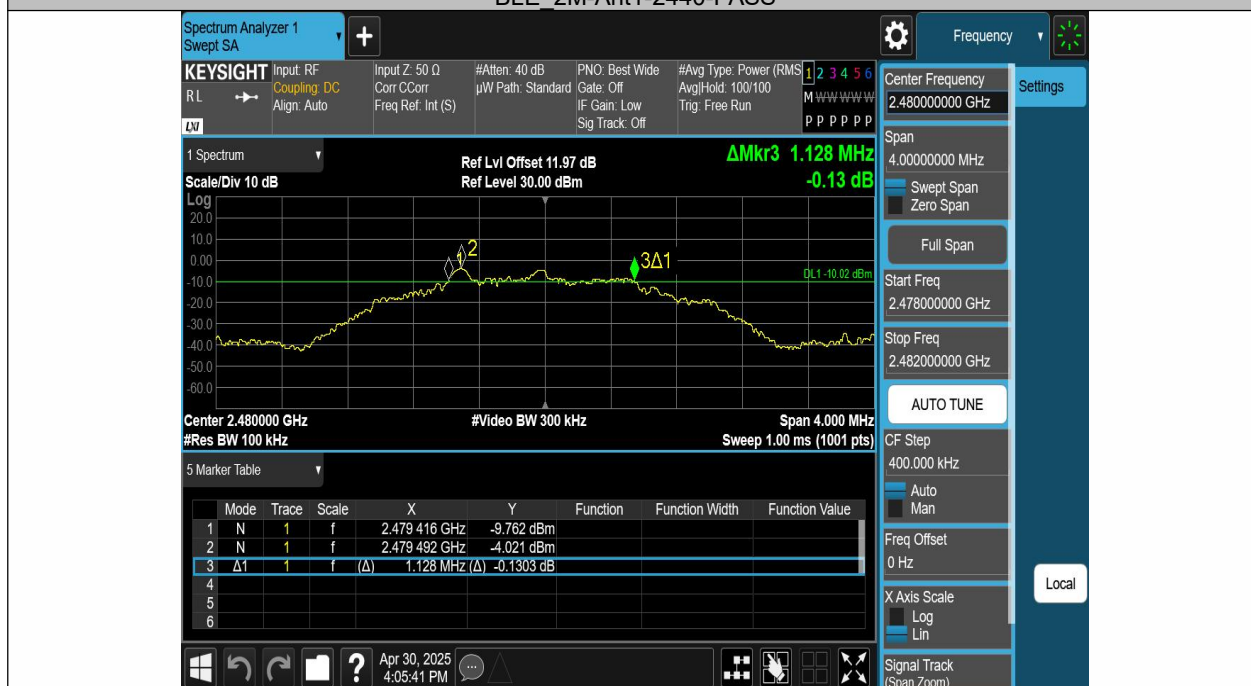 BLE_2M-Ant1-2440-PASS
Spectrum Analyzer 1
Swept SA
Frequency
KEYSIGHT
RL
LXI
Input: RF
Coupling: DC
Align: Auto
Input Z: 50 Ω
Corr CCorr
Freq Ref: Int (S)
#Atten: 40 dB
µW Path: Standard
PNO: Best Wide
Gate: Off
IF Gain: Low
Sig Track: Off
#Avg Type: Power (RMS
Avg|Hold: 100/100
Trig: Free Run
1 2 3 4 5 6
M W W W W W
P P P P P P
1 Spectrum
Scale/Div 10 dB
Ref Lvl Offset 11.97 dB
Ref Level 30.00 dBm
ΔMkr3 1.128 MHz
-0.13 dB
Log
20.0
10.0
0.00
-10.0
-20.0
-30.0
-40.0
-50.0
-60.0
2
3Δ1
DL1 -10.02 dBm
Center 2.480000 GHz
#Video BW 300 kHz
Span 4.000 MHz
#Res BW 100 kHz
Sweep 1.00 ms (1001 pts)
5 Marker Table
Mode Trace Scale X Y Function Function Width Function Value
1 N 1 f 2.479 416 GHz -9.762 dBm
2 N 1 f 2.479 492 GHz -4.021 dBm
3 Δ1 1 f (Δ) 1.128 MHz (Δ) -0.1303 dB
4
5
6
Apr 30, 2025
4:05:41 PM
Center Frequency
2.480000000 GHz
Settings
Span
4.00000000 MHz
Swept Span
Zero Span
Full Span
Start Freq
2.478000000 GHz
Stop Freq
2.482000000 GHz
AUTO TUNE
CF Step
400.000 kHz
Auto
Man
Freq Offset
0 Hz
Local
X Axis Scale
Log
Lin
Signal Track
(Span Zoom)